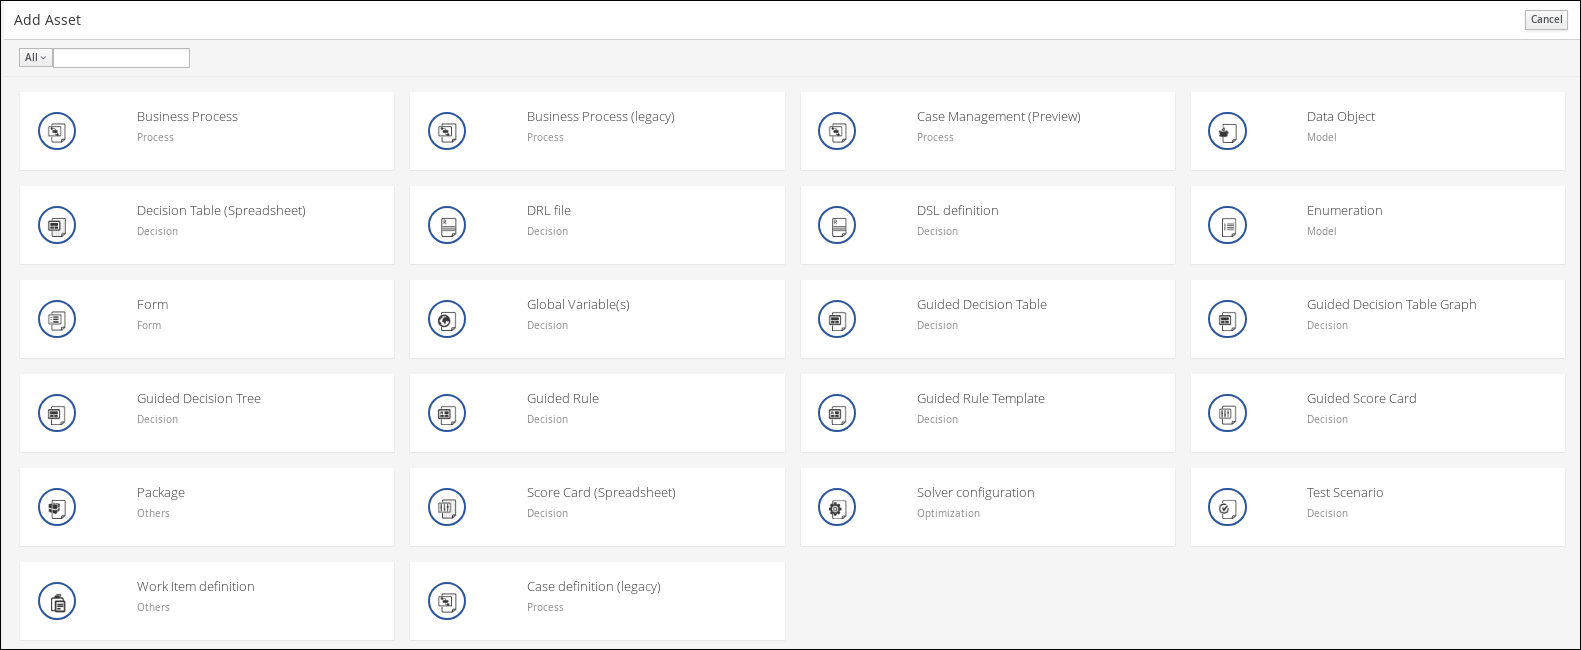 Add Asset
Cancel
All
Business Process
Process
Business Process (legacy)
Process
Case Management (Preview)
Process
Data Object
Model
Decision Table (Spreadsheet)
Decision
DRL file
Decision
DSL definition
Decision
Enumeration
Model
Form
Form
Global Variable(s)
Decision
Guided Decision Table
Decision
Guided Decision Table Graph
Decision
Guided Decision Tree
Decision
Guided Rule
Decision
Guided Rule Template
Decision
Guided Score Card
Decision
Package
Others
Score Card (Spreadsheet)
Decision
Solver configuration
Optimization
Test Scenario
Decision
Work Item definition
Others
Case definition (legacy)
Process